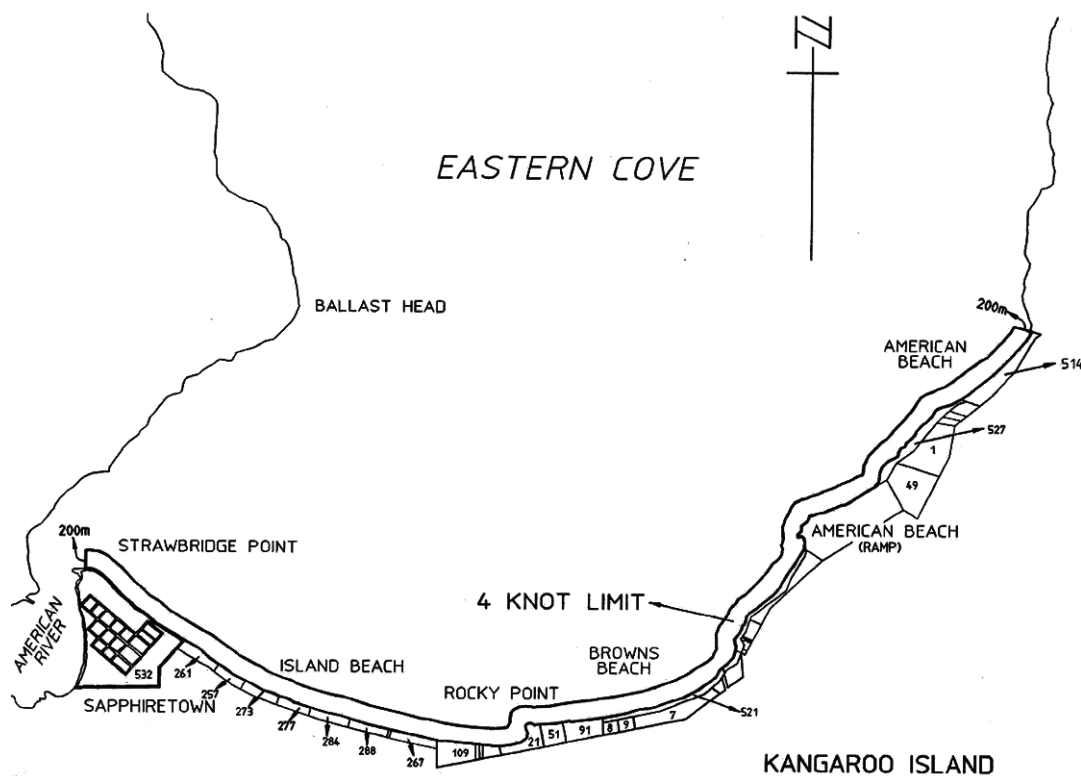 N
EASTERN COVE
BALLAST HEAD
200m
AMERICAN
BEACH
514
527
1
49
AMERICAN BEACH
(RAMP)
200m
STRAWBRIDGE POINT
4 KNOT LIMIT
AMERICAN
RIVER
ISLAND BEACH
BROWNS
BEACH
532
261
ROCKY POINT
SAPPHIRETOWN
257
273
277
284
288
267
109
21
51
91
8
9
7
521
KANGAROO ISLAND